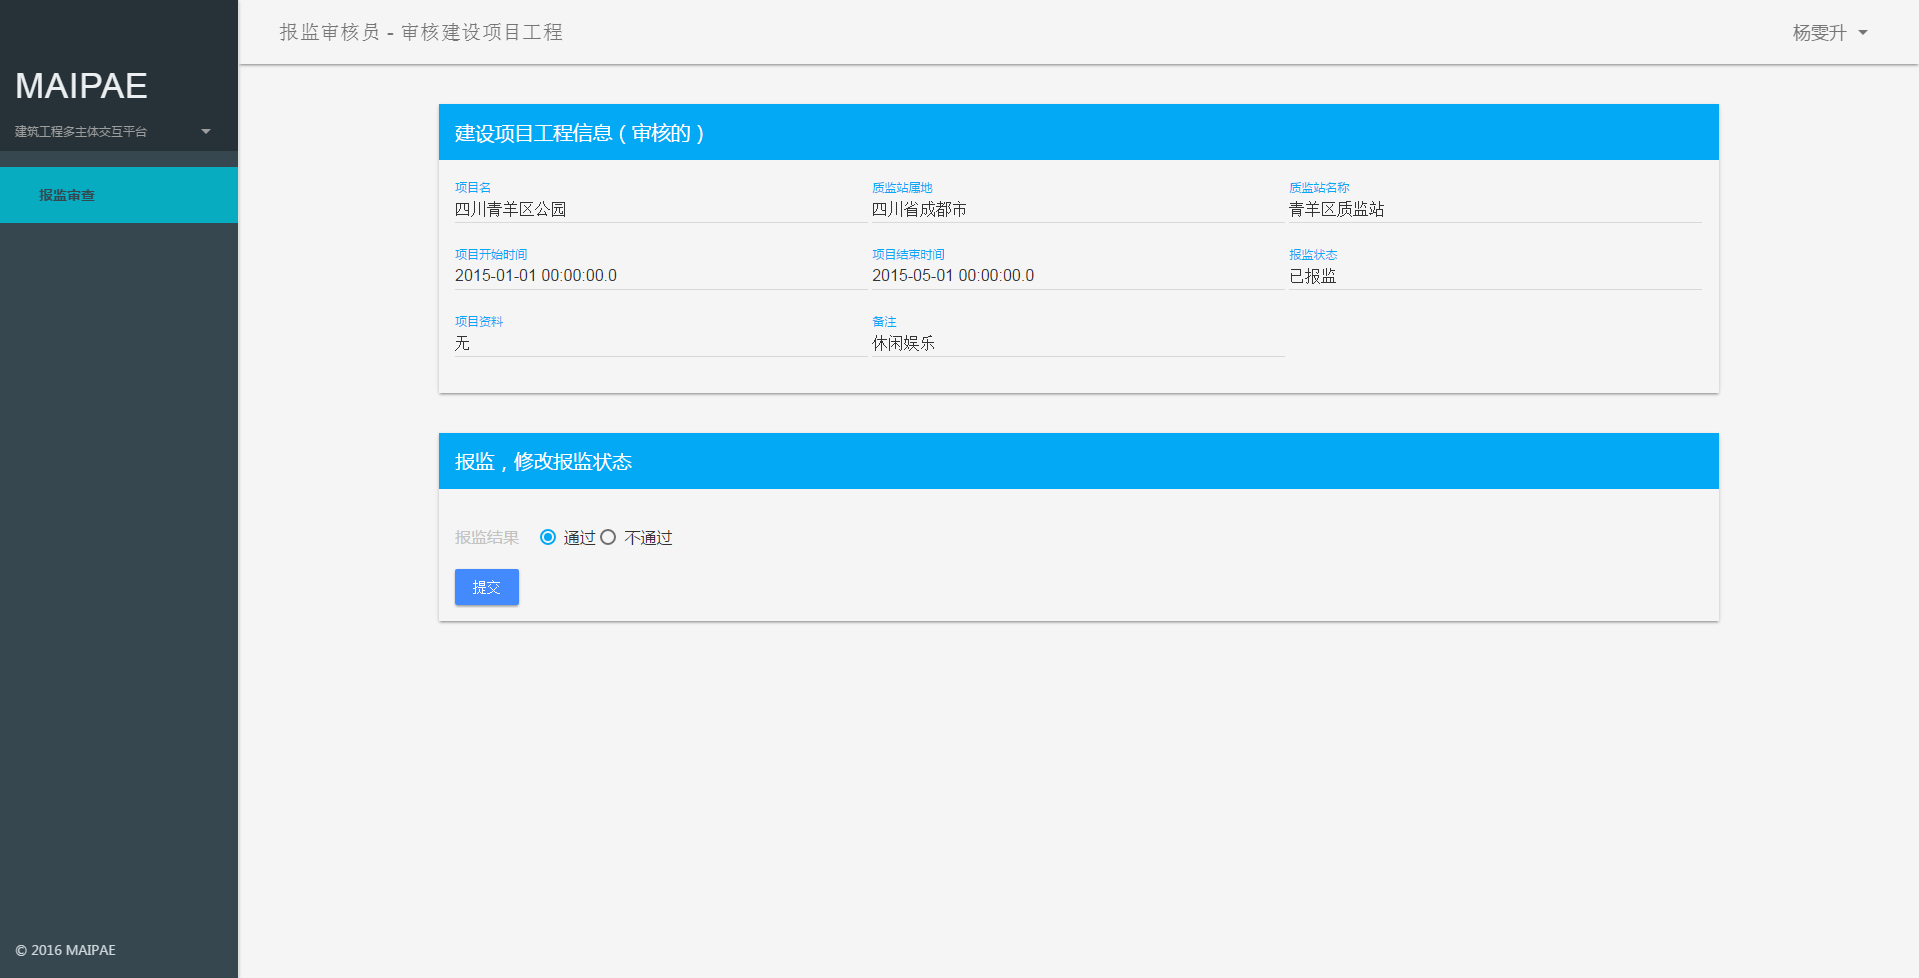 报监审核员 - 审核建设项目工程
杨雯升
MAIPAE
建筑工程多主体交互平台
报监审查
建设项目工程信息（审核的）
项目名
四川青羊区公园
质监站属地
四川省成都市
质监站名称
青羊区质监站
项目开始时间
2015-01-01 00:00:00.0
项目结束时间
2015-05-01 00:00:00.0
报监状态
已报监
项目资料
无
备注
休闲娱乐
报监，修改报监状态
报监结果 通过 不通过
提交
© 2016 MAIPAE